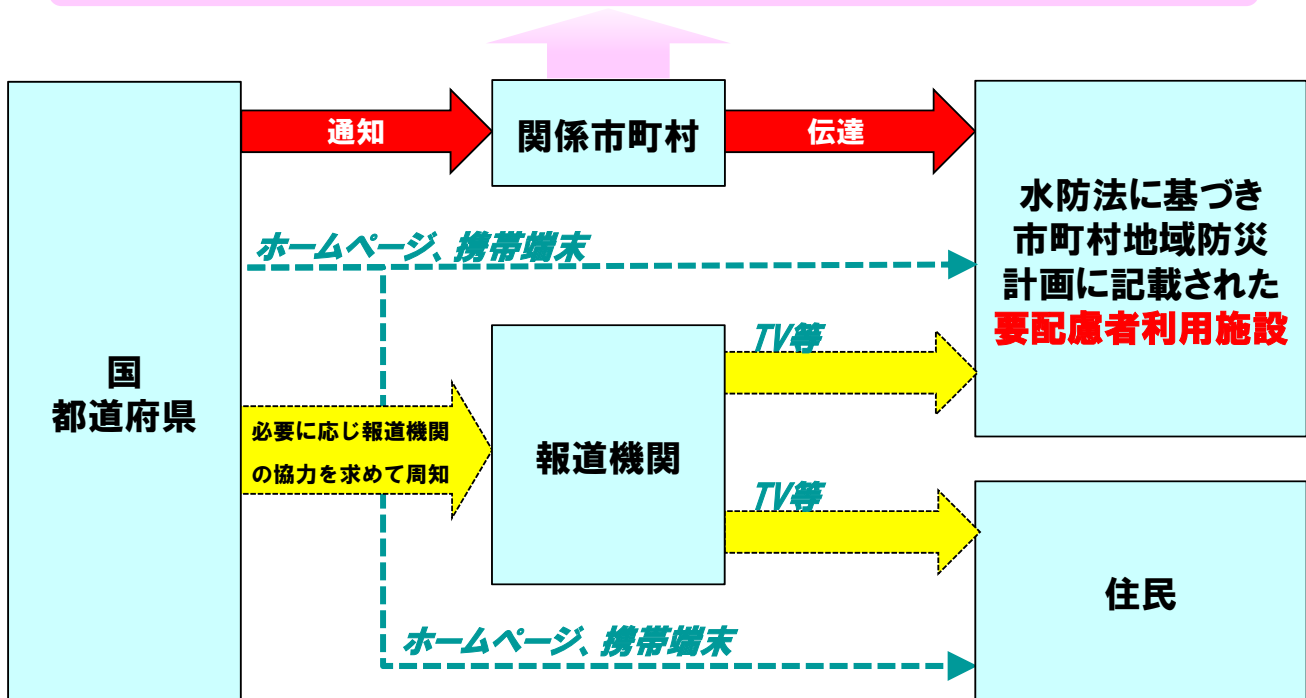 通知
関係市町村
伝達
水防法に基づき
市町村地域防災
計画に記載された
要配慮者利用施設
ホームページ、携帯端末
国
都道府県
必要に応じ報道機関
の協力を求めて周知
報道機関
TV等
TV等
住民
ホームページ、携帯端末